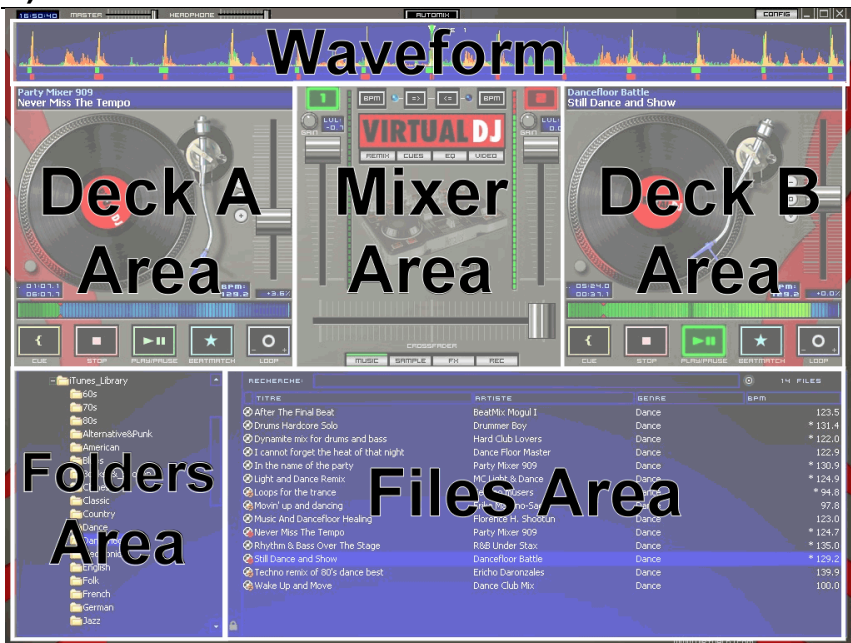 16:50:40 MASTER HEADPHONE AUTOMIX CONFIG
Waveform
Party Mixer 909
Never Miss The Tempo
1 BPM => <= BPM 2
Dancefloor Battle
Still Dance and Show
GAIN GAIN
VIRTUAL DJ
REMIX CUES EQ VIDEO
Deck A
Area
Mixer
Area
Deck B
Area
BPM:
129.2 +3.6%
BPM:
129.2 +0.0%
CUE STOP PLAY/PAUSE BEATMATCH LOOP
CROSSFADER
MUSIC SAMPLE FX REC
CUE STOP PLAY/PAUSE BEATMATCH LOOP
iTunes_Library
60s
70s
80s
Alternative&Punk
American
Classic
Country
Dance
English
Folk
French
German
Jazz
Folders
Area
RECHERCHE: 14 FILES
TITRE ARTISTE GENRE BPM
After The Final Beat BeatMix Mogul I Dance 123.5
Drums Hardcore Solo Drummer Boy Dance * 131.4
Dynamite mix for drums and bass Hard Club Lovers Dance * 122.0
I cannot forget the heat of that night Dance Floor Master Dance 122.9
In the name of the party Party Mixer 909 Dance * 130.9
Light and Dance Remix MC Light & Dance Dance * 124.9
Loops for the trance Dance * 94.8
Movin' up and dancing Dance 97.8
Music And Dancefloor Healing Florence H. Shootun Dance 123.0
Never Miss The Tempo Party Mixer 909 Dance * 124.7
Rhythm & Bass Over The Stage R&B Under Stax Dance * 135.0
Still Dance and Show Dancefloor Battle Dance * 129.2
Techno remix of 80's dance best Ericho Daronzales Dance 139.9
Wake Up and Move Dance Club Mix Dance 100.0
Files Area